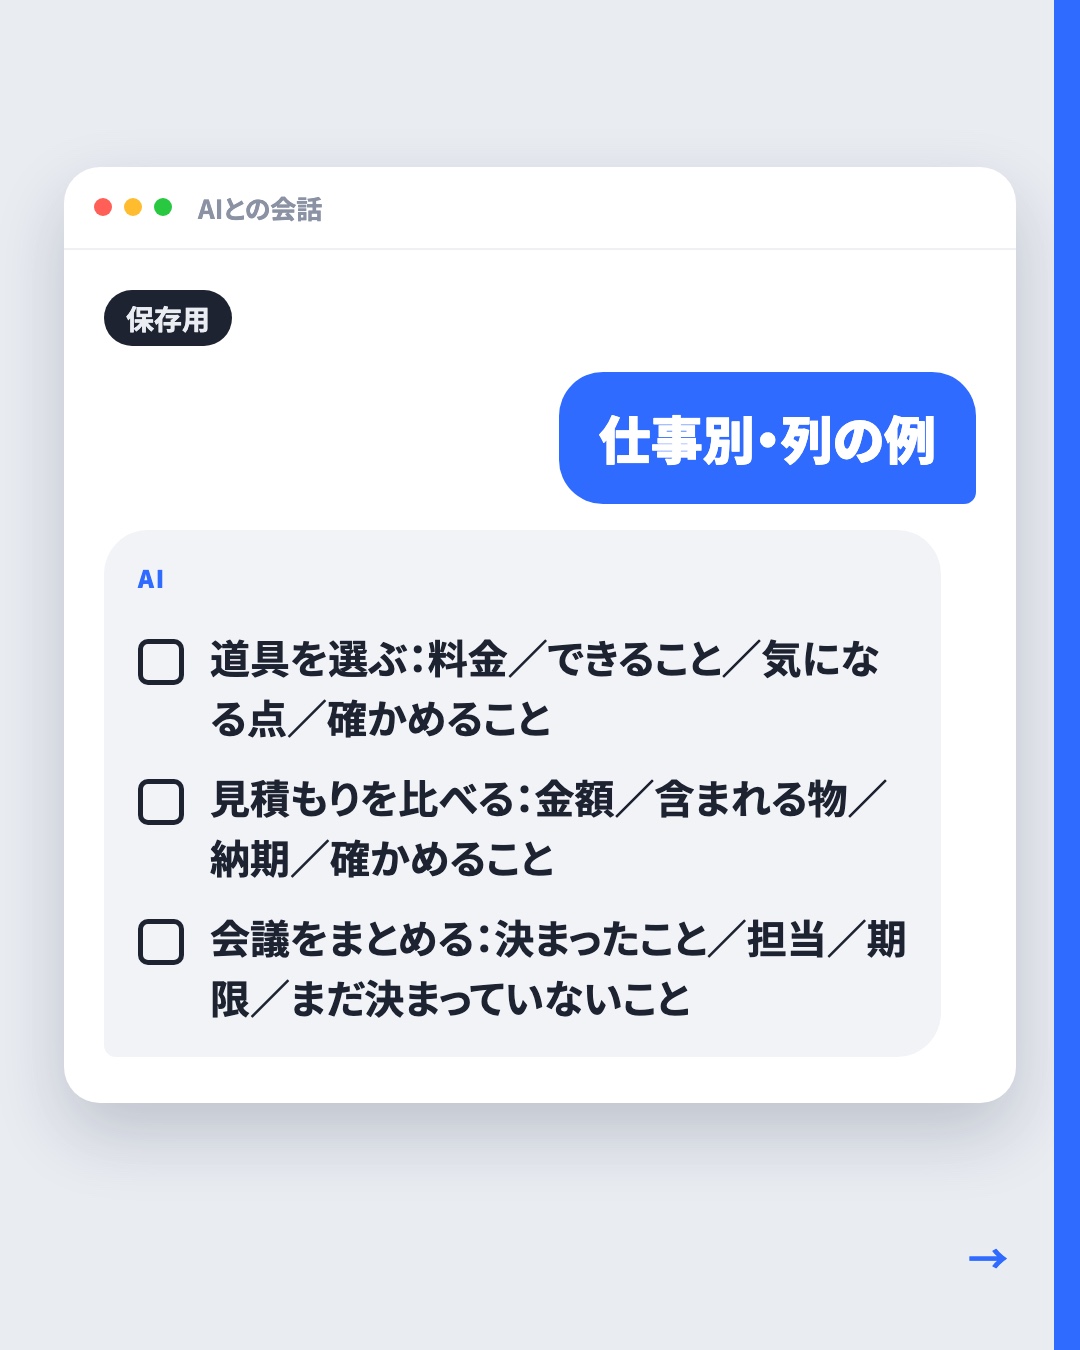 AIとの会話
保存用
仕事別・列の例
AI
道具を選ぶ：料金／できること／気にな
る点／確かめること
見積もりを比べる：金額／含まれる物／
納期／確かめること
会議をまとめる：決まったこと／担当／期
限／まだ決まっていないこと
→